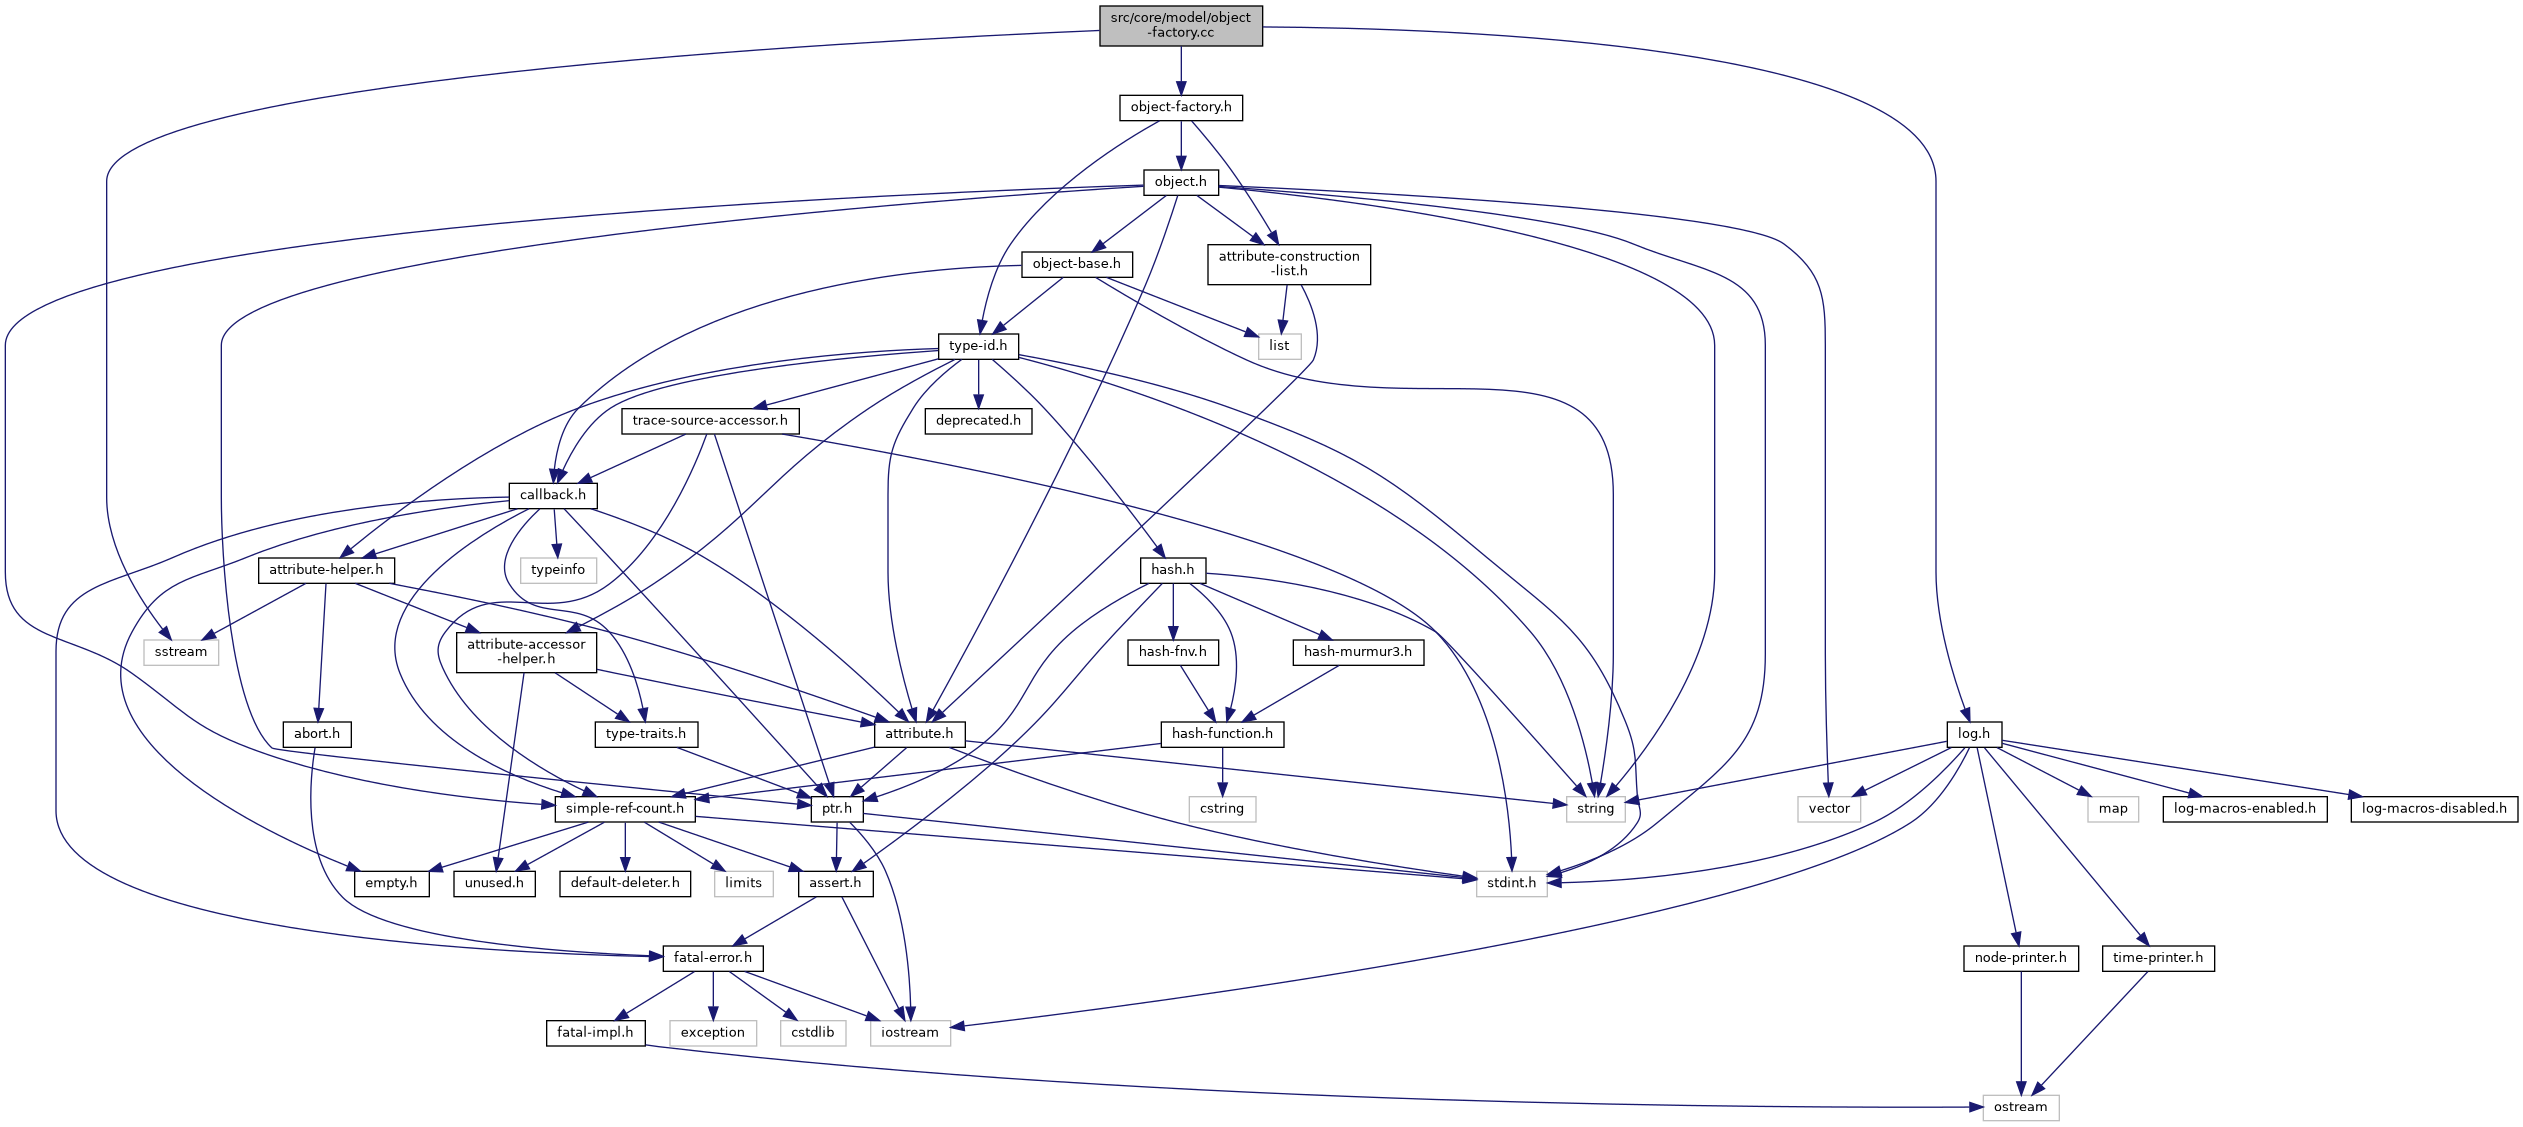 src/core/model/object
-factory.cc
object-factory.h
object.h
object-base.h
attribute-construction
-list.h
type-id.h
list
trace-source-accessor.h
deprecated.h
callback.h
attribute-helper.h
typeinfo
hash.h
sstream
attribute-accessor
-helper.h
hash-fnv.h
hash-murmur3.h
abort.h
type-traits.h
attribute.h
hash-function.h
log.h
simple-ref-count.h
ptr.h
cstring
string
vector
map
log-macros-enabled.h
log-macros-disabled.h
empty.h
unused.h
default-deleter.h
limits
assert.h
stdint.h
fatal-error.h
node-printer.h
time-printer.h
fatal-impl.h
exception
cstdlib
iostream
ostream